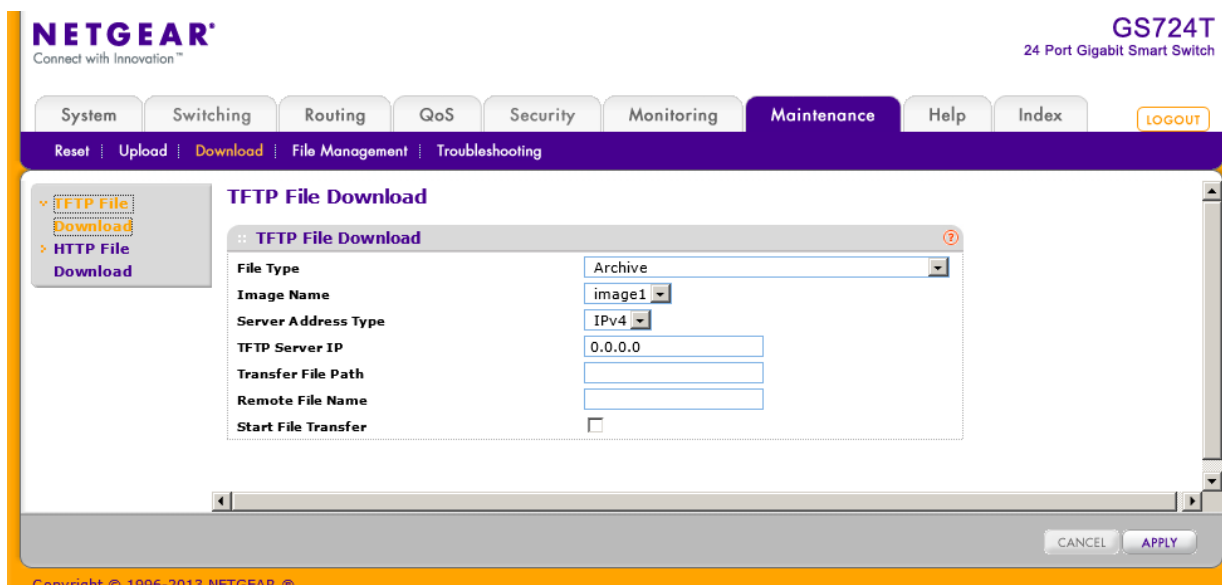 NETGEAR®
Connect with Innovation™
GS724T
24 Port Gigabit Smart Switch
System Switching Routing QoS Security Monitoring Maintenance Help Index LOGOUT
Reset Upload Download File Management Troubleshooting
TFTP File
Download
HTTP File
Download
TFTP File Download
TFTP File Download ?
File Type Archive
Image Name image1
Server Address Type IPv4
TFTP Server IP 0.0.0.0
Transfer File Path
Remote File Name
Start File Transfer
CANCEL APPLY
Copyright © 1996-2013 NETGEAR ®